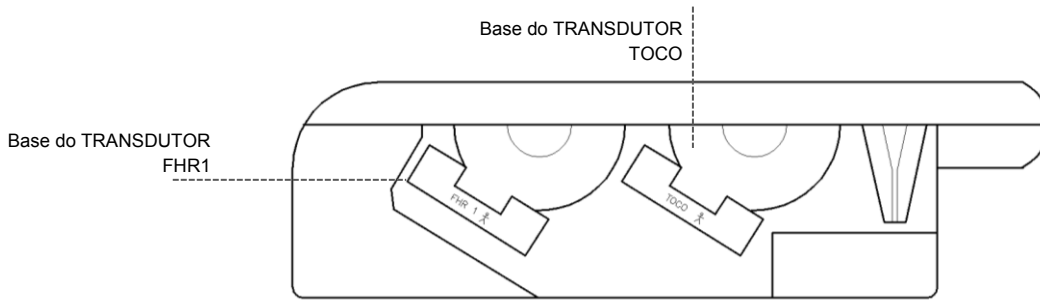 Base do TRANSDUTOR
TOCO
Base do TRANSDUTOR
FHR1
FHR 1
TOCO